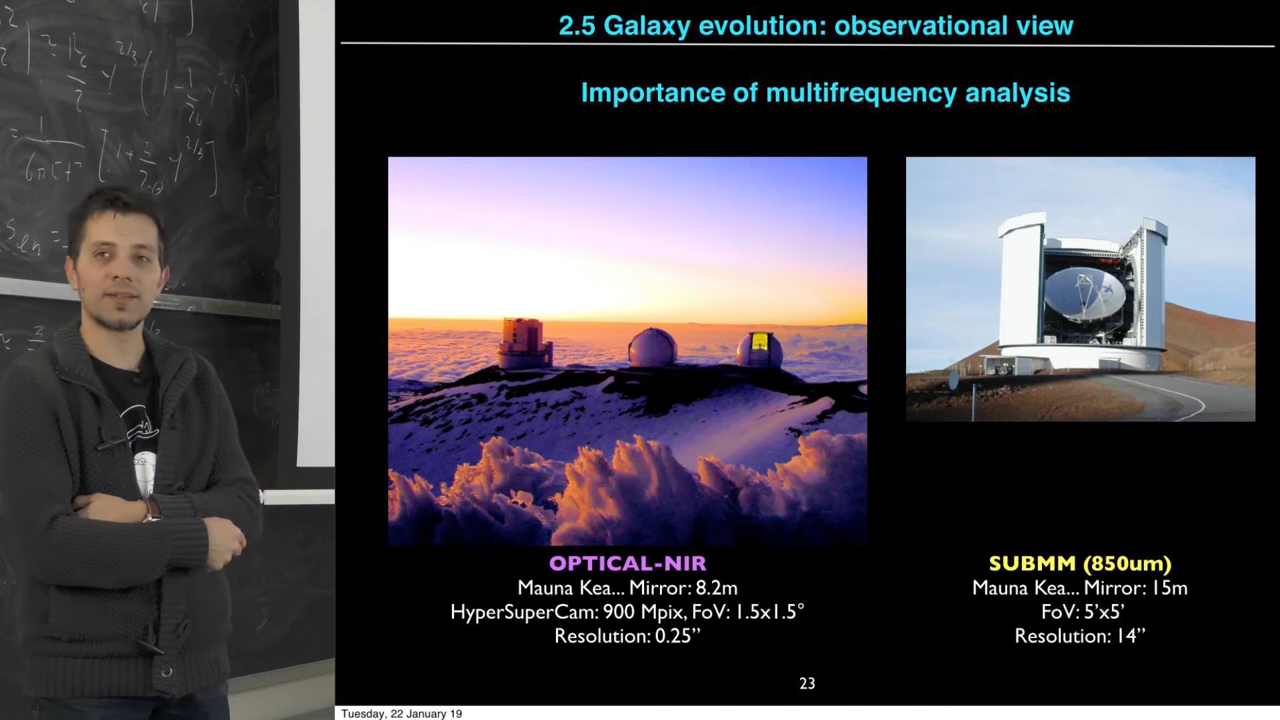 2.5 Galaxy evolution: observational view
Importance of multifrequency analysis
OPTICAL-NIR
Mauna Kea... Mirror: 8.2m
HyperSuperCam: 900 Mpix, FoV: 1.5x1.5°
Resolution: 0.25”
SUBMM (850um)
Mauna Kea... Mirror: 15m
FoV: 5’x5’
Resolution: 14”
23
Tuesday, 22 January 19